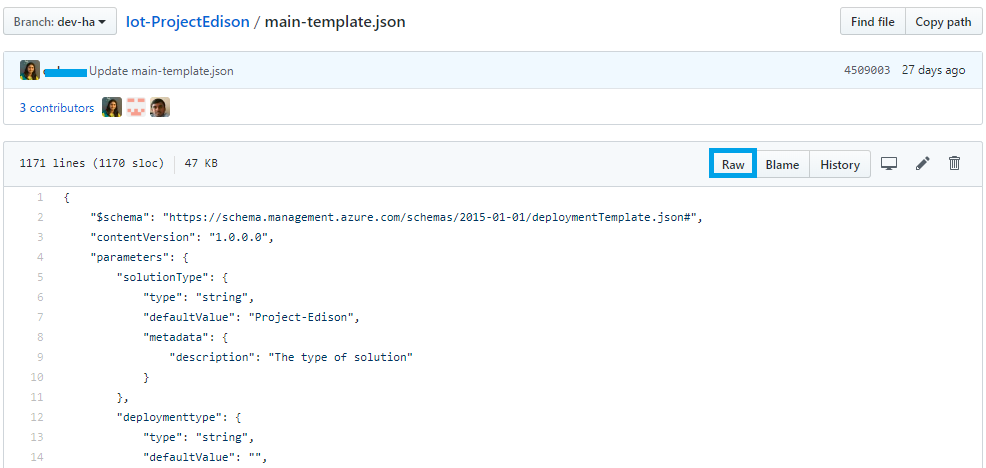 Branch: dev-ha Iot-ProjectEdison / main-template.json Find file Copy path
Update main-template.json 4509003 27 days ago
3 contributors
1171 lines (1170 sloc) 47 KB Raw Blame History
1 {
2 "$schema": "https://schema.management.azure.com/schemas/2015-01-01/deploymentTemplate.json#",
3 "contentVersion": "1.0.0.0",
4 "parameters": {
5 "solutionType": {
6 "type": "string",
7 "defaultValue": "Project-Edison",
8 "metadata": {
9 "description": "The type of solution"
10 }
11 },
12 "deploymenttype": {
13 "type": "string",
14 "defaultValue": "",